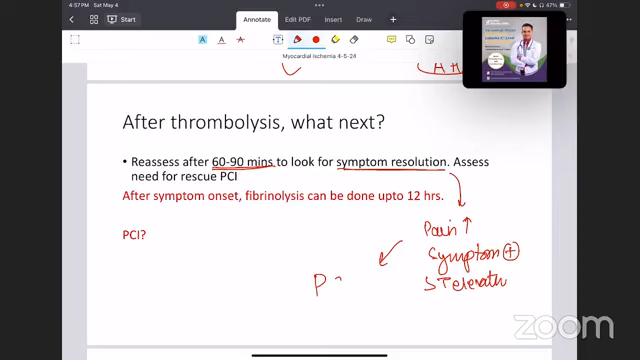 4:57 PM Sat May 4
47%
Start
Annotate
Edit PDF
Insert
Draw
Myocardial Ischemia 4-5-24
After thrombolysis, what next?
• Reassess after 60-90 mins to look for symptom resolution. Assess
need for rescue PCI
After symptom onset, fibrinolysis can be done upto 12 hrs.
PCI?
Pain ↑
Symptom +
ST elevatn
P
zoom